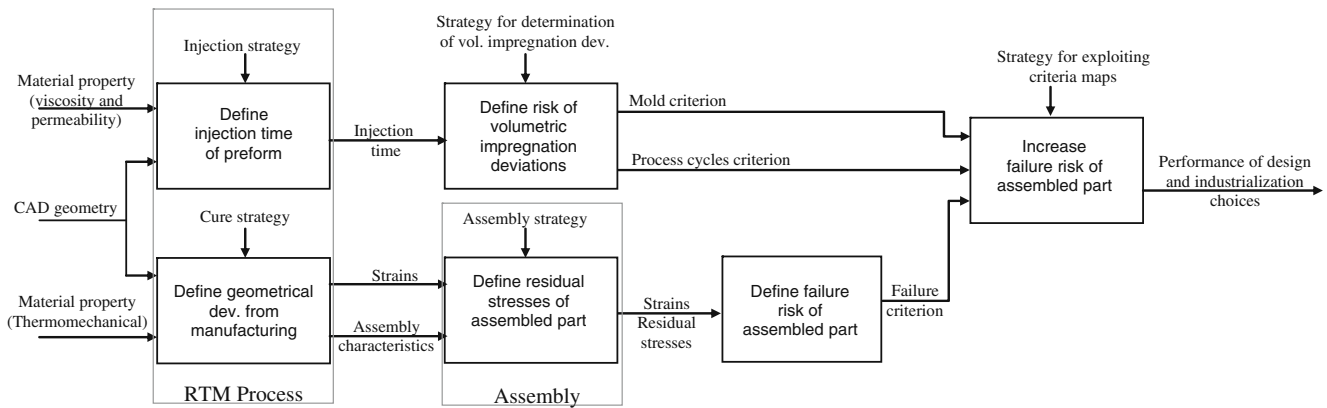 Injection strategy
Strategy for determination
of vol. impregnation dev.
Strategy for exploiting
criteria maps
Material property
(viscosity and
permeability)
Define
injection time
of preform
Injection
time
Define risk of
volumetric
impregnation
deviations
Mold criterion
Process cycles criterion
Increase
failure risk of
assembled part
Performance of design
and industrialization
choices
CAD geometry
Cure strategy
Assembly strategy
Material property
(Thermomechanical)
Define geometrical
dev. from
manufacturing
Strains
Assembly
characteristics
Define residual
stresses of
assembled part
Strains
Residual
stresses
Define failure
risk of
assembled part
Failure
criterion
RTM Process
Assembly